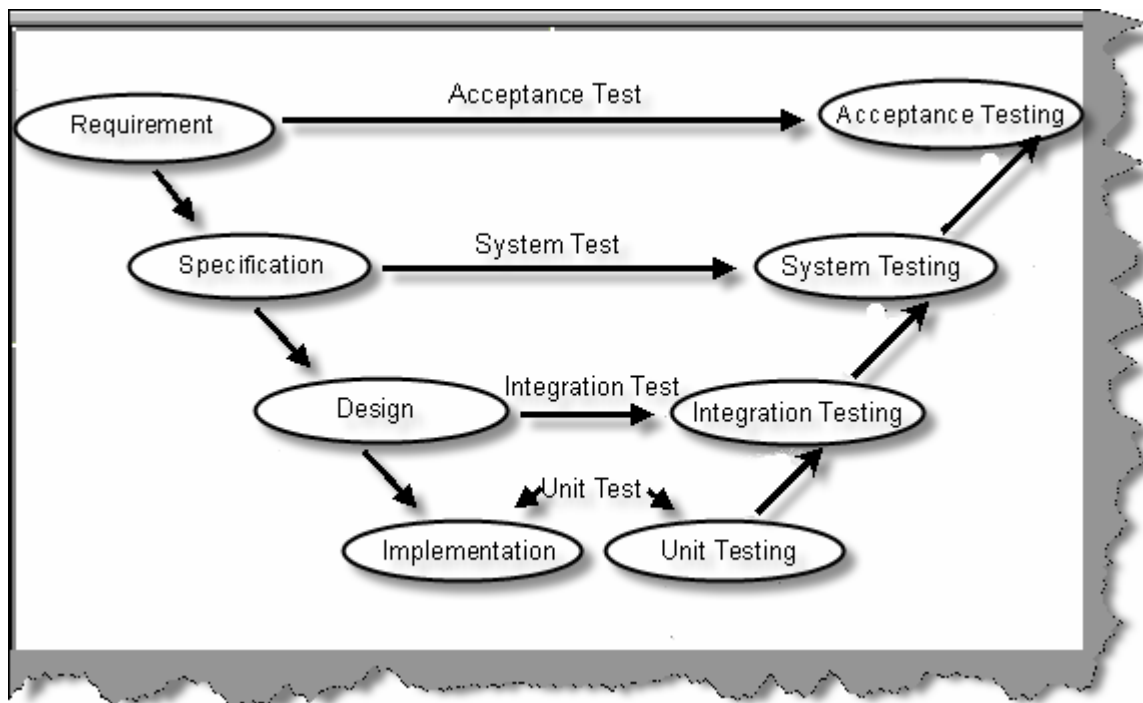 Acceptance Test
Requirement
Acceptance Testing
System Test
Specification
System Testing
Integration Test
Design
Integration Testing
Unit Test
Implementation
Unit Testing